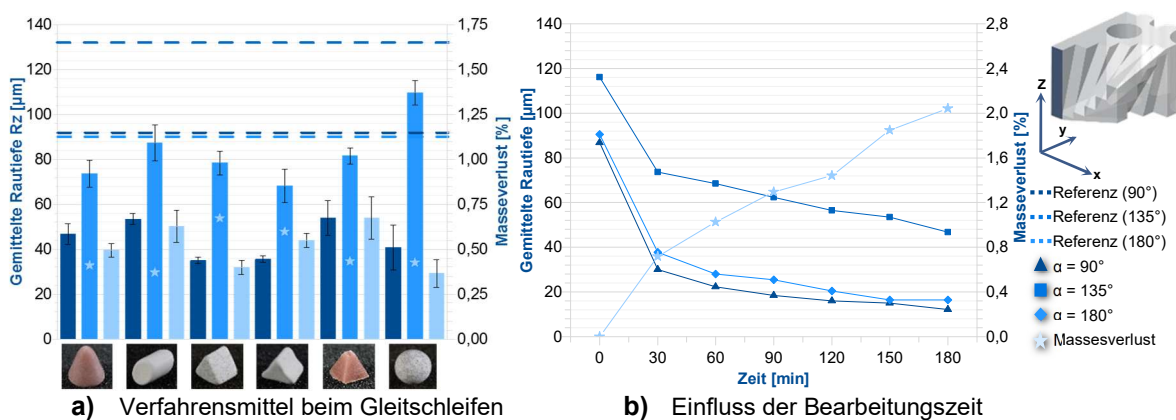 a)
140
120
100
80
60
40
20
0
Gemittelte Rautiefe Rz [µm]
1,75
1,50
1,25
1,00
0,75
0,50
0,25
0,00
Masseverlust [%]
a) Verfahrensmittel beim Gleitschleifen
b)
140
120
100
80
60
40
20
0
Gemittelte Rautiefe [µm]
2,8
2,4
2,0
1,6
1,2
0,8
0,4
0,0
Masseverlust [%]
0 30 60 90 120 150 180
Zeit [min]
b) Einfluss der Bearbeitungszeit
z
y
x
Referenz (90°)
Referenz (135°)
Referenz (180°)
α = 90°
α = 135°
α = 180°
Massesverlust